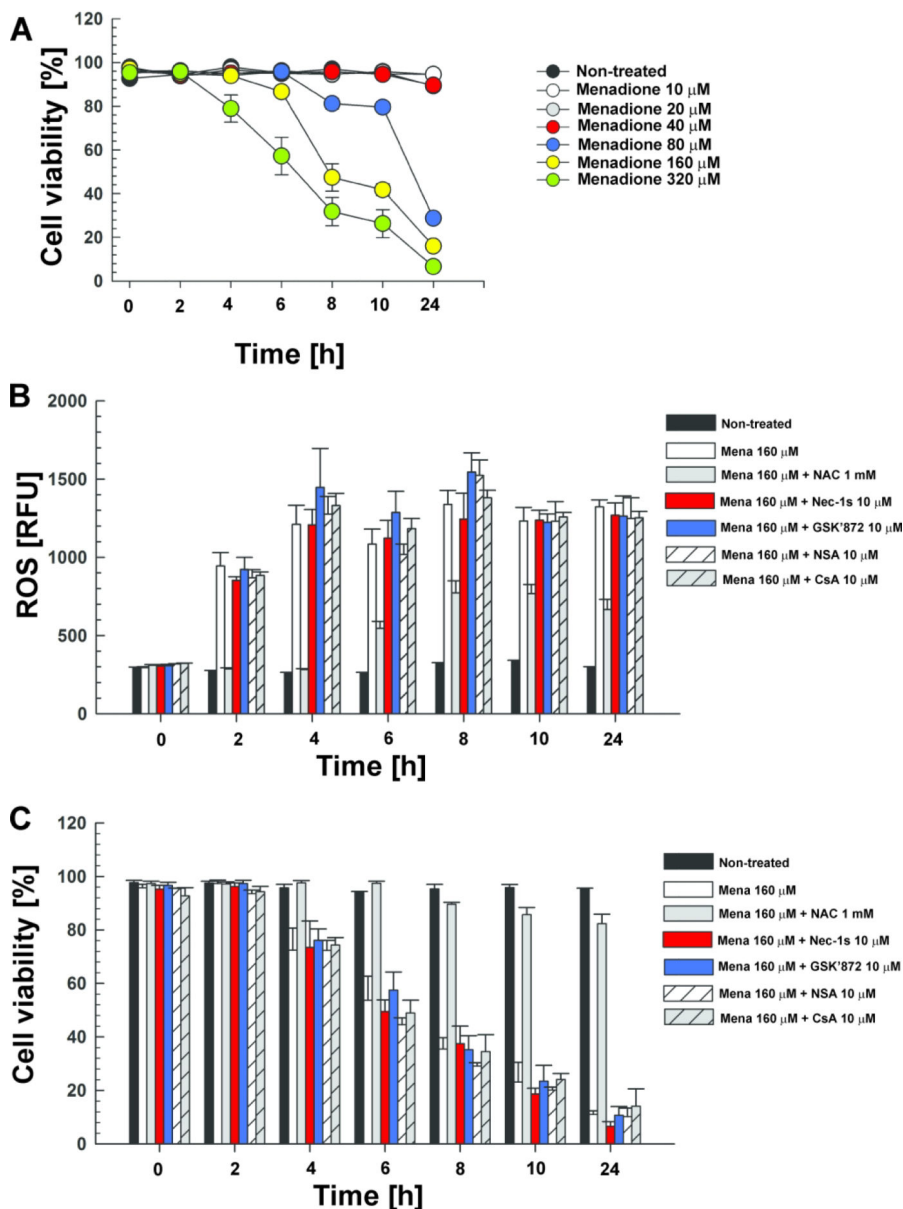 A
Cell viability [%]
120
100
80
60
40
20
0
0 2 4 6 8 10 24
Time [h]
Non-treated
Menadione 10 μM
Menadione 20 μM
Menadione 40 μM
Menadione 80 μM
Menadione 160 μM
Menadione 320 μM
B
ROS [RFU]
2000
1500
1000
500
0
0 2 4 6 8 10 24
Time [h]
Non-treated
Mena 160 μM
Mena 160 μM + NAC 1 mM
Mena 160 μM + Nec-1s 10 μM
Mena 160 μM + GSK'872 10 μM
Mena 160 μM + NSA 10 μM
Mena 160 μM + CsA 10 μM
C
Cell viability [%]
120
100
80
60
40
20
0
0 2 4 6 8 10 24
Time [h]
Non-treated
Mena 160 μM
Mena 160 μM + NAC 1 mM
Mena 160 μM + Nec-1s 10 μM
Mena 160 μM + GSK'872 10 μM
Mena 160 μM + NSA 10 μM
Mena 160 μM + CsA 10 μM